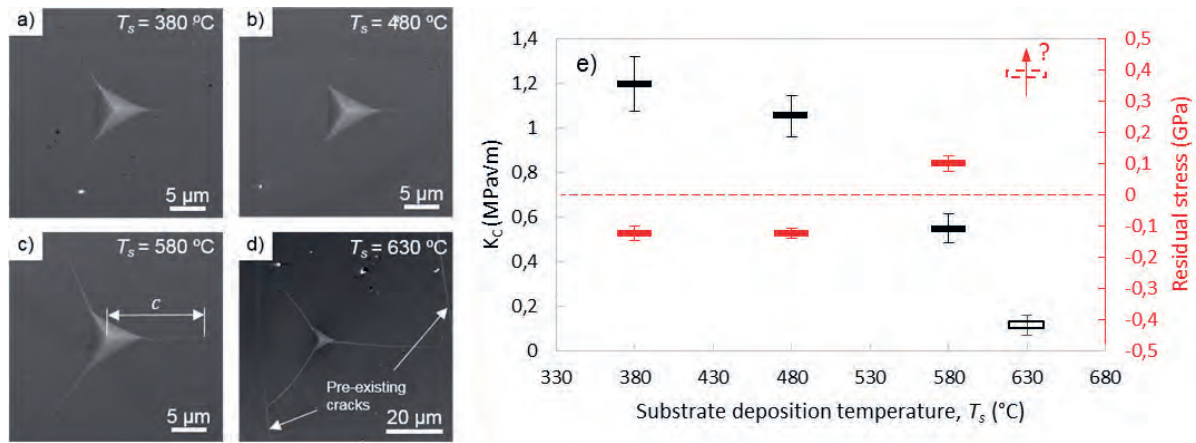 a) Tₛ = 380 ºC
5 µm
b) Tₛ = 480 ºC
5 µm
c) Tₛ = 580 ºC
c
5 µm
d) Tₛ = 630 ºC
Pre-existing
cracks
20 µm
e)
K_C (MPa√m)
1,4
1,2
1
0,8
0,6
0,4
0,2
0
330 380 430 480 530 580 630 680
Substrate deposition temperature, Tₛ (°C)
?
0,5
0,4
0,3
0,2
0,1
0
-0,1
-0,2
-0,3
-0,4
-0,5
Residual stress (GPa)